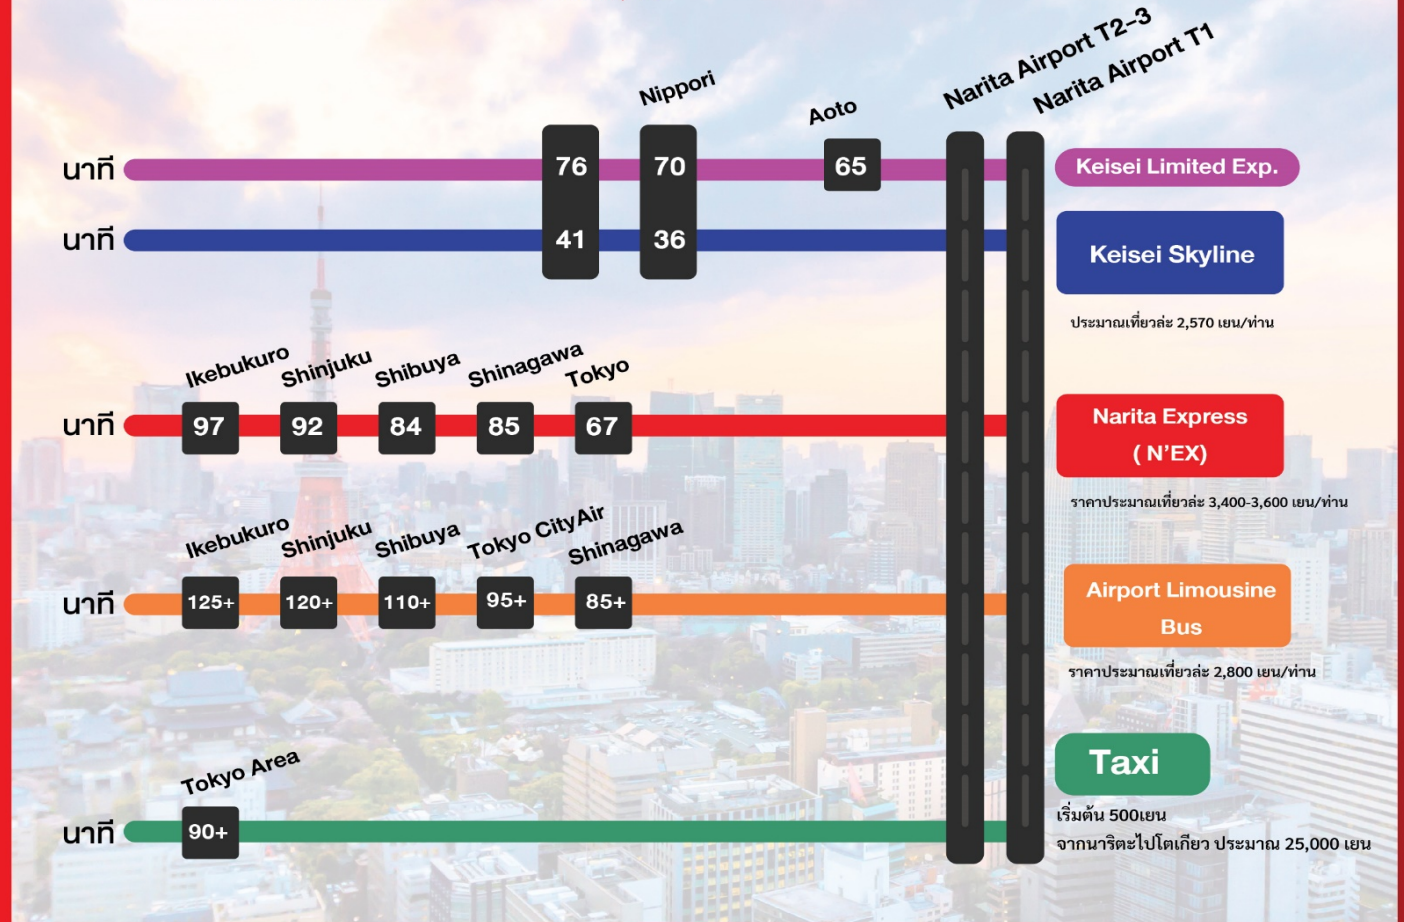 Narita Airport T2-3
Narita Airport T1
Nippori
Aoto
นาที 76 70 65 Keisei Limited Exp.
นาที 41 36 Keisei Skyline
ประมาณเที่ยวล่ะ 2,570 เยน/ท่าน
Ikebukuro Shinjuku Shibuya Shinagawa Tokyo
นาที 97 92 84 85 67
Narita Express
( N'EX)
ราคาประมาณเที่ยวล่ะ 3,400-3,600 เยน/ท่าน
Ikebukuro Shinjuku Shibuya Tokyo CityAir Shinagawa
นาที 125+ 120+ 110+ 95+ 85+
Airport Limousine
Bus
ราคาประมาณเที่ยวล่ะ 2,800 เยน/ท่าน
Tokyo Area
นาที 90+
Taxi
เริ่มต้น 500เยน
จากนาริตะไปโตเกียว ประมาณ 25,000 เยน